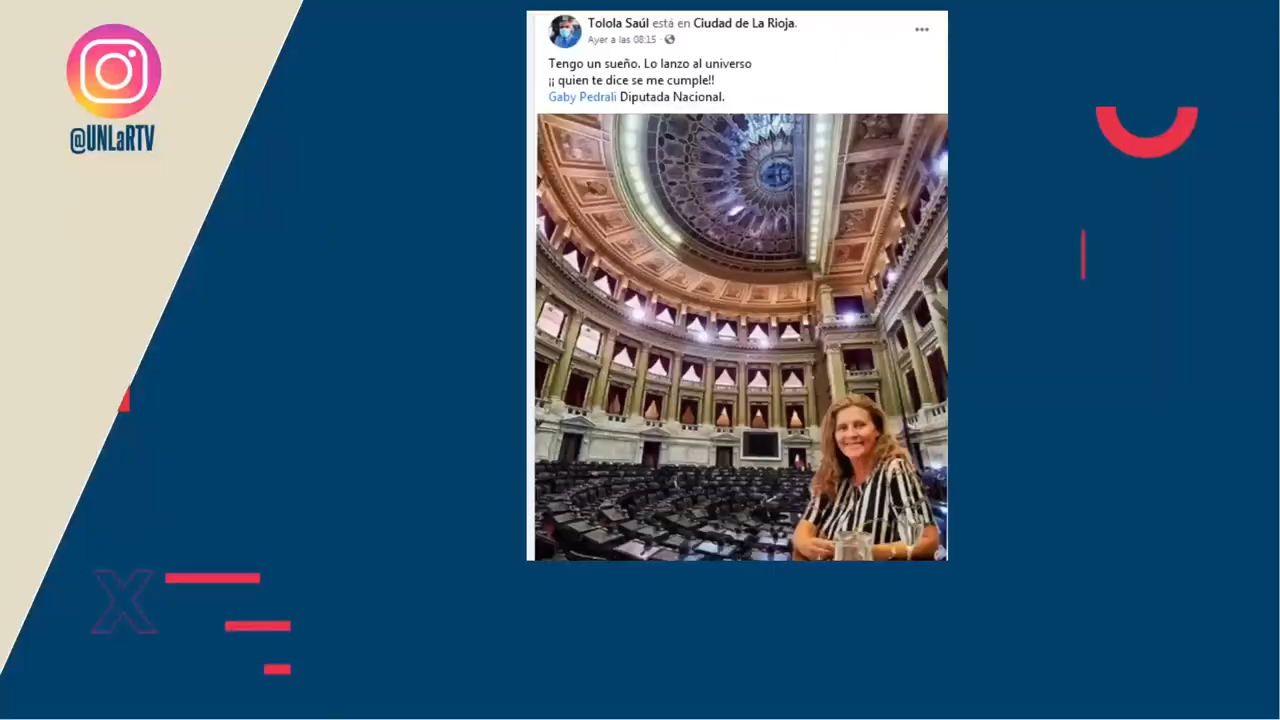 @UNLaRTV
Tolola Saúl está en Ciudad de La Rioja.
Ayer a las 08:15 ·
Tengo un sueño. Lo lanzo al universo
¡¡ quien te dice se me cumple!!
Gaby Pedrali Diputada Nacional.
X